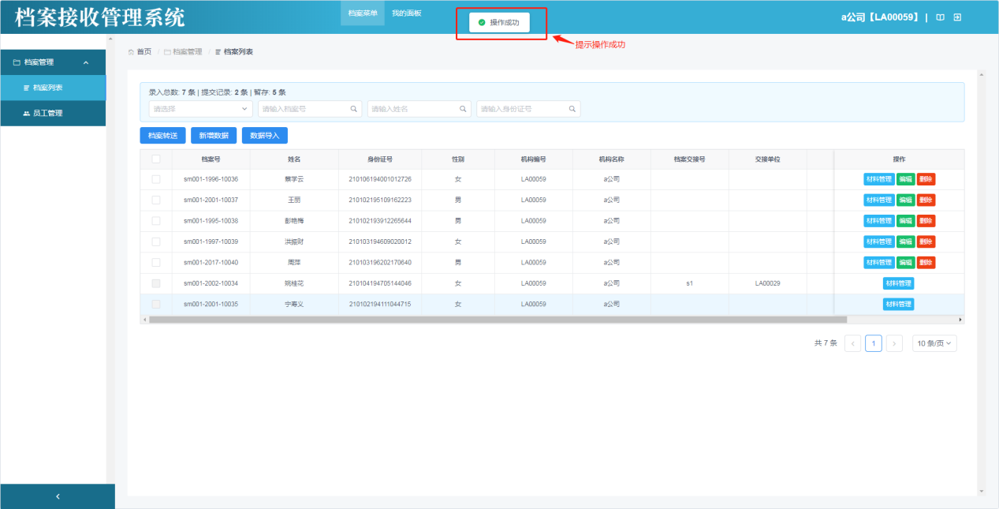 档案接收管理系统
档案菜单 我的面板
操作成功
a公司【LA00059】 |
提示操作成功
档案管理
档案列表
员工管理
首页 / 档案管理 / 档案列表
录入总数: 7 条 | 提交记录: 2 条 | 暂存: 5 条
请选择 请输入档案号 请输入姓名 请输入身份证号
档案转送 新增数据 数据导入
档案号 姓名 身份证号 性别 机构编号 机构名称 档案交接号 交接单位 操作
sm001-1996-10036 蔡学云 210106194001012726 女 LA00059 a公司 材料管理 编辑 删除
sm001-2001-10037 王丽 210102195109162223 男 LA00059 a公司 材料管理 编辑 删除
sm001-1995-10038 彭艳梅 210102193912265644 男 LA00059 a公司 材料管理 编辑 删除
sm001-1997-10039 洪振财 210103194609020012 女 LA00059 a公司 材料管理 编辑 删除
sm001-2017-10040 周萍 210103196202170640 男 LA00059 a公司 材料管理 编辑 删除
sm001-2002-10034 姚桂花 210104194705144046 女 LA00059 a公司 s1 LA00029 材料管理
sm001-2001-10035 宁寿义 210102194111044715 女 LA00059 a公司 材料管理
共 7 条 1 10 条/页